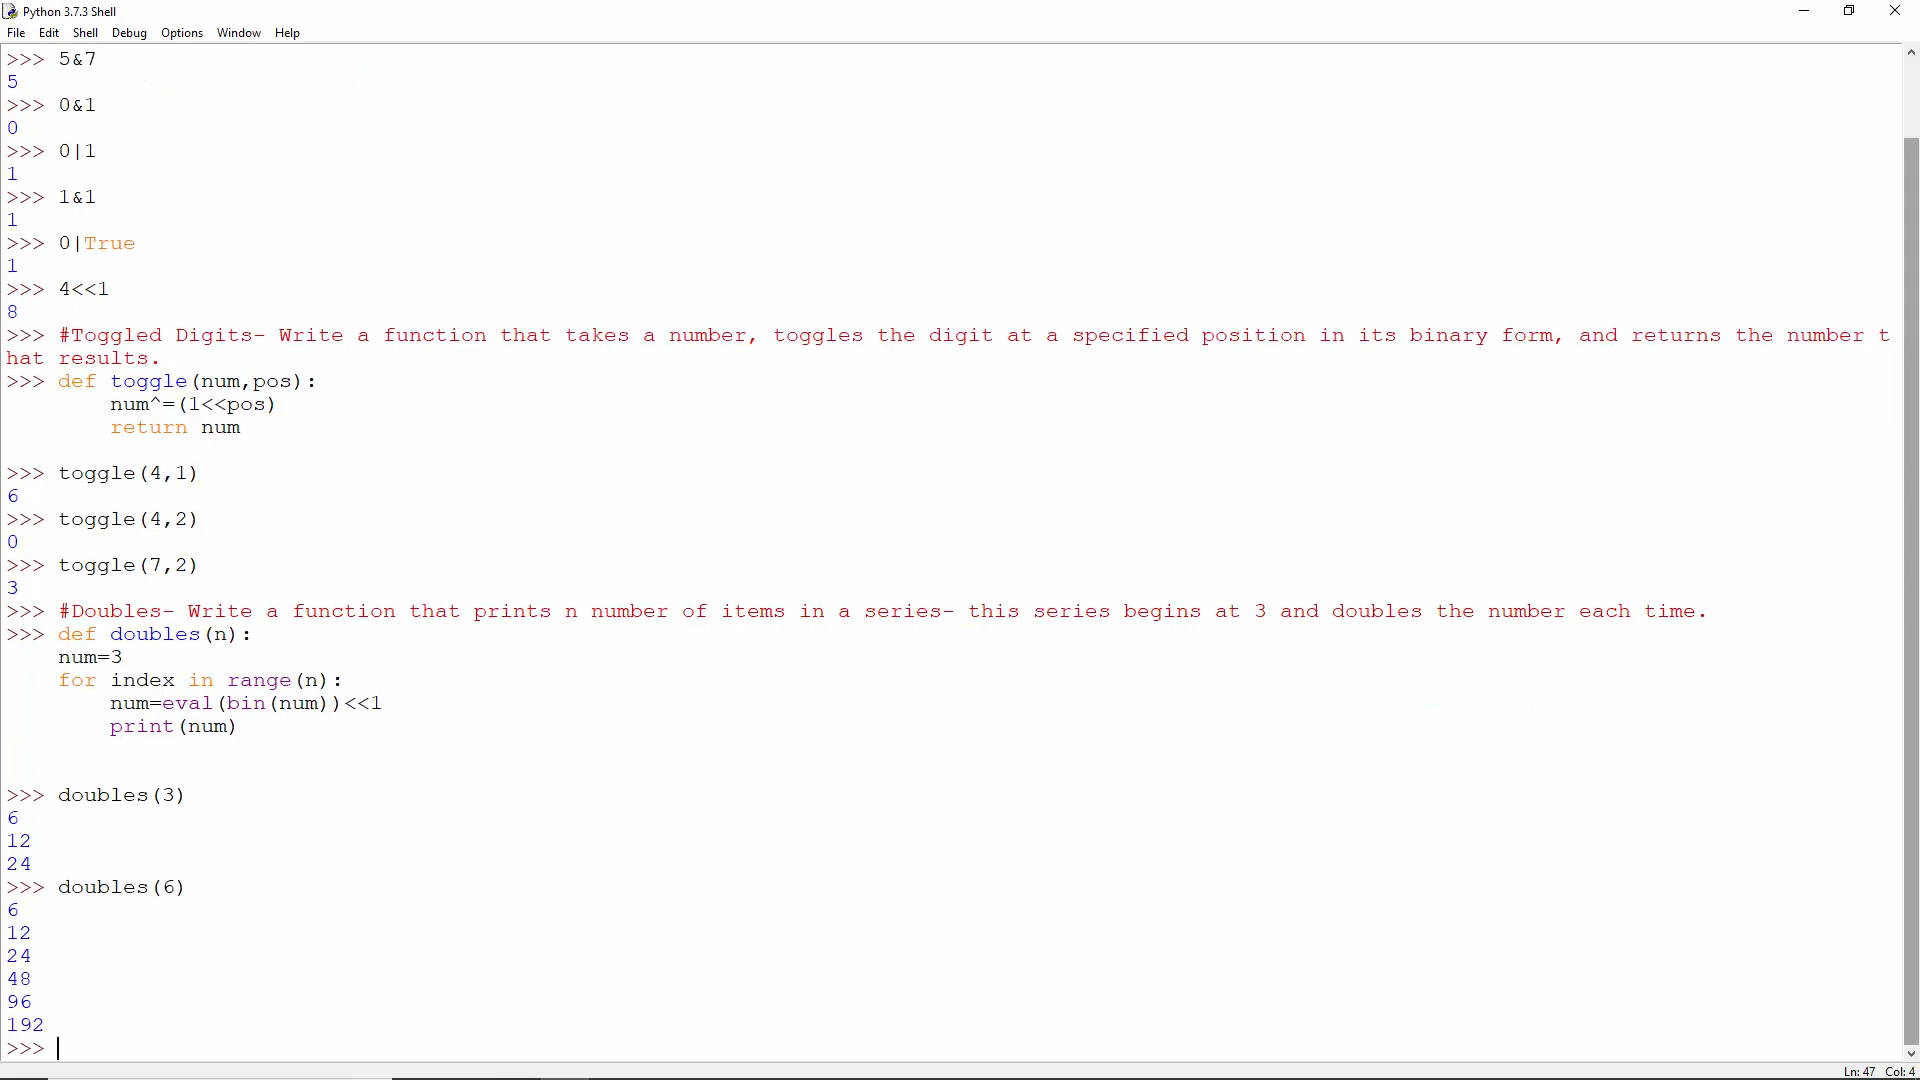 Python 3.7.3 Shell
File Edit Shell Debug Options Window Help
>>> 5&7
5
>>> 0&1
0
>>> 0|1
1
>>> 1&1
1
>>> 0|True
1
>>> 4<<1
8
>>> #Toggled Digits- Write a function that takes a number, toggles the digit at a specified position in its binary form, and returns the number t
hat results.
>>> def toggle(num,pos):
        num^=(1<<pos)
        return num
>>> toggle(4,1)
6
>>> toggle(4,2)
0
>>> toggle(7,2)
3
>>> #Doubles- Write a function that prints n number of items in a series- this series begins at 3 and doubles the number each time.
>>> def doubles(n):
    num=3
    for index in range(n):
        num=eval(bin(num))<<1
        print(num)
>>> doubles(3)
6
12
24
>>> doubles(6)
6
12
24
48
96
192
>>>
Ln: 47 Col: 4